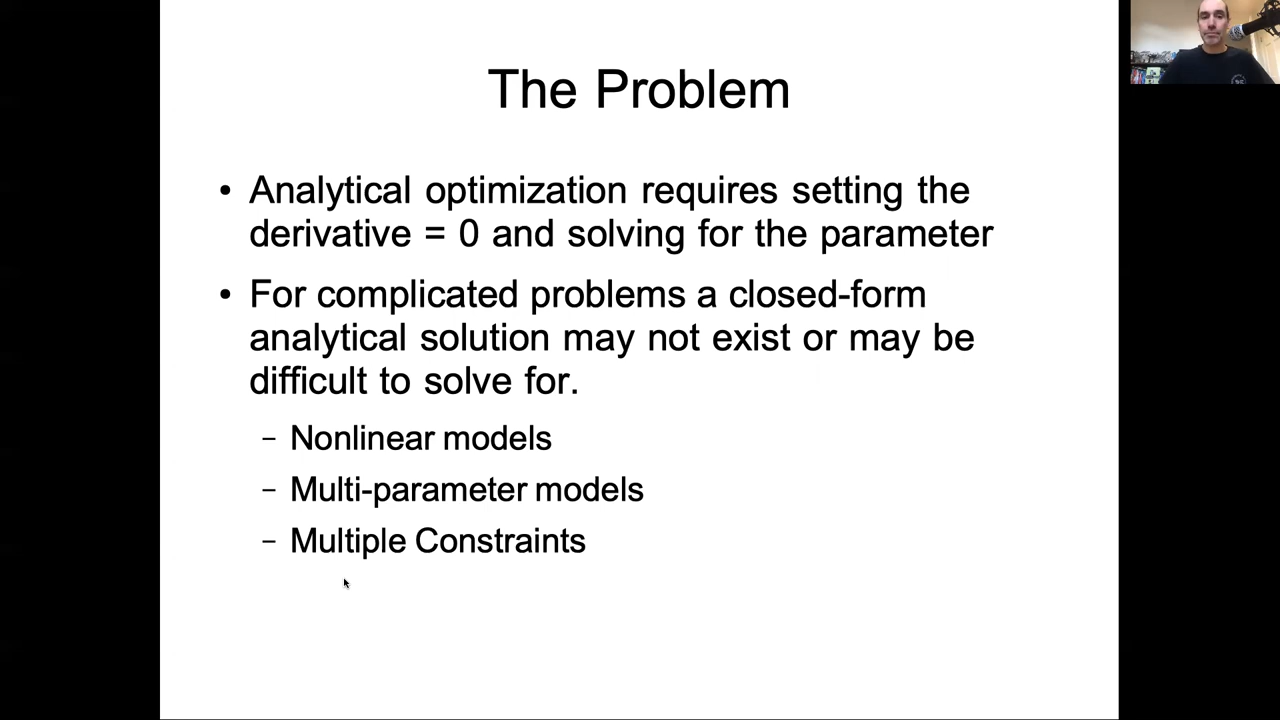 The Problem
• Analytical optimization requires setting the
derivative = 0 and solving for the parameter
• For complicated problems a closed-form
analytical solution may not exist or may be
difficult to solve for.
– Nonlinear models
– Multi-parameter models
– Multiple Constraints